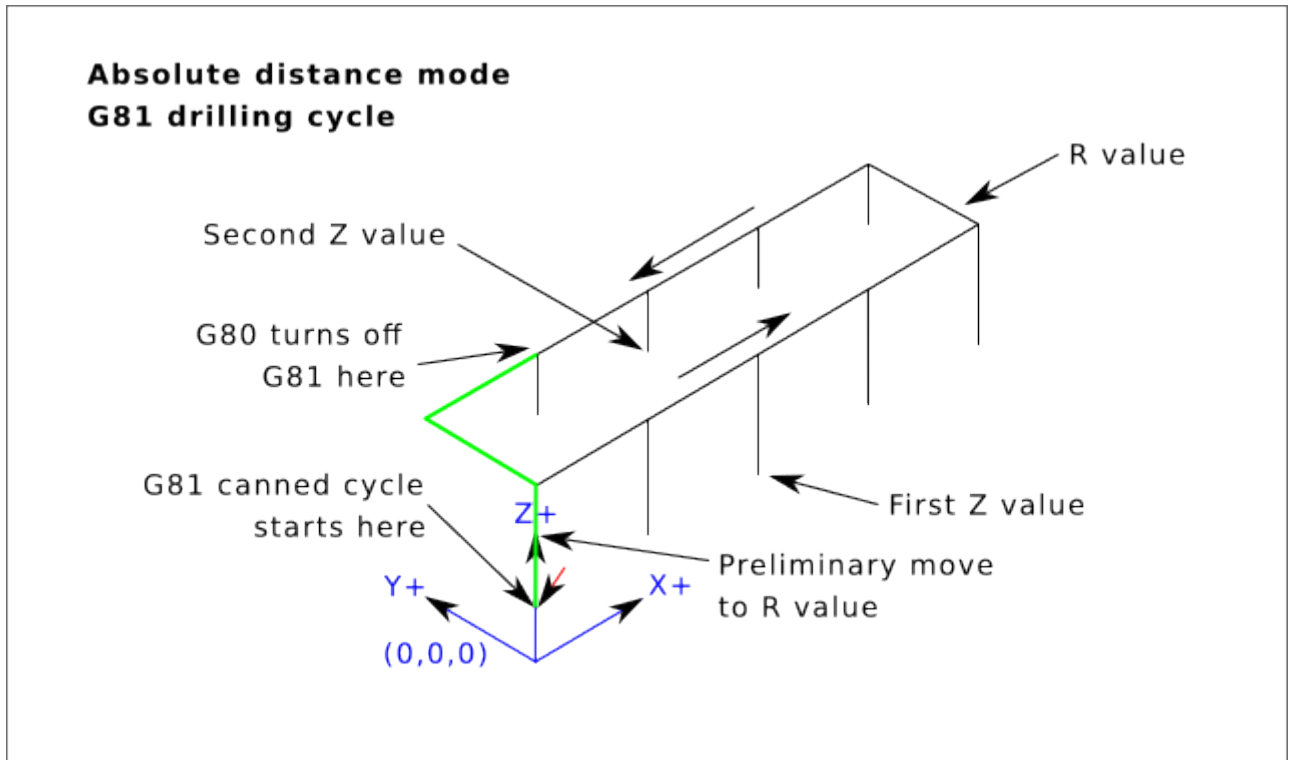 Absolute distance mode
G81 drilling cycle
R value
Second Z value
G80 turns off
G81 here
G81 canned cycle
starts here
Z+
First Z value
Preliminary move
to R value
Y+
X+
(0,0,0)